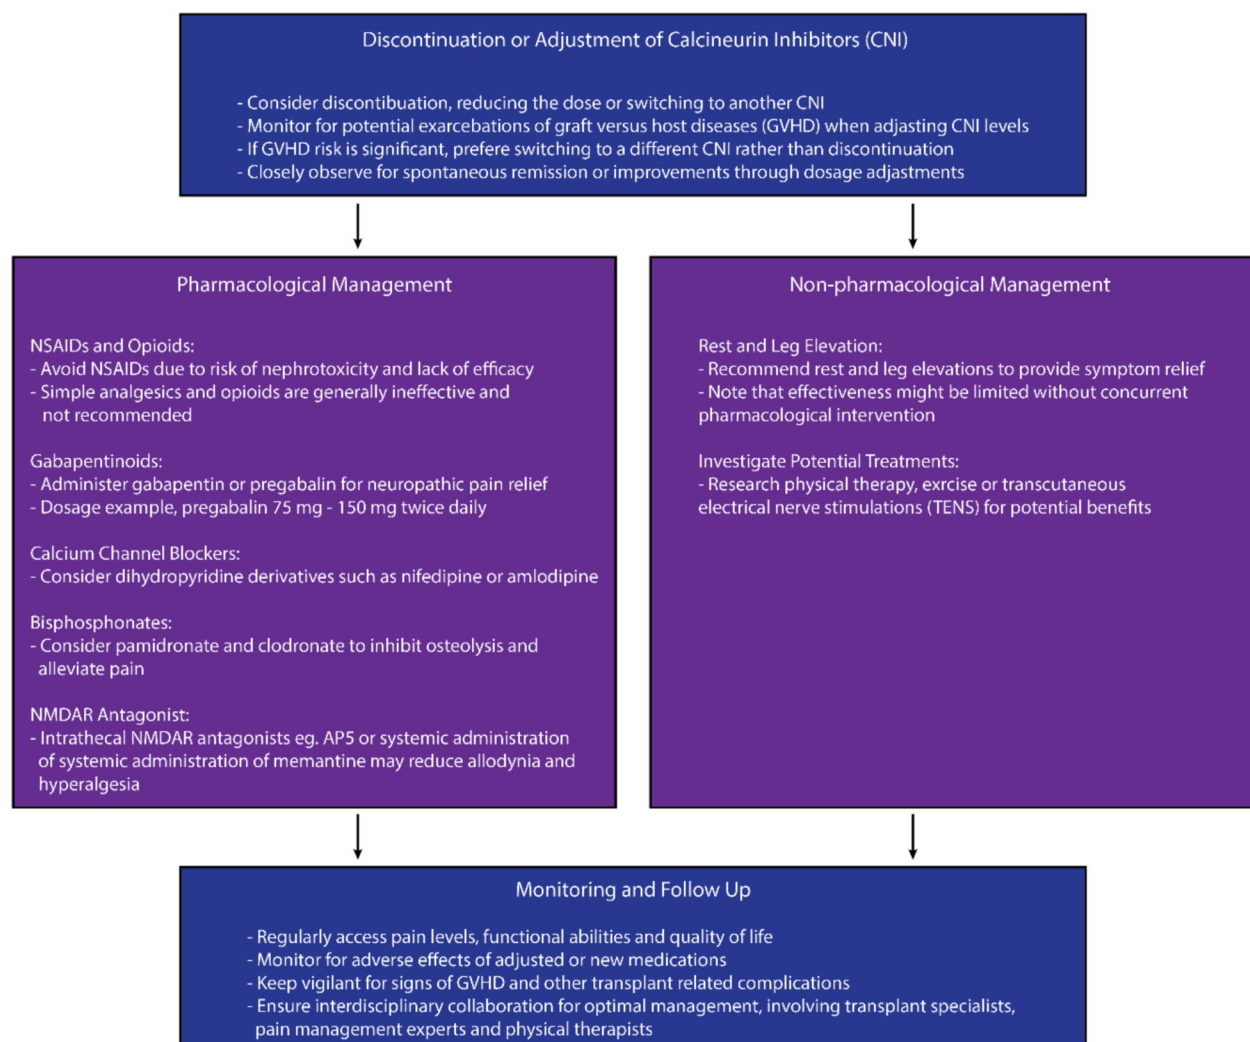 Discontinuation or Adjustment of Calcineurin Inhibitors (CNI)
- Consider discontibuation, reducing the dose or switching to another CNI
- Monitor for potential exarcebations of graft versus host diseases (GVHD) when adjasting CNI levels
- If GVHD risk is significant, prefere switching to a different CNI rather than discontinuation
- Closely observe for spontaneous remission or improvements through dosage adjustments
Pharmacological Management
NSAIDs and Opioids:
- Avoid NSAIDs due to risk of nephrotoxicity and lack of efficacy
- Simple analgesics and opioids are generally ineffective and
not recommended
Gabapentinoids:
- Administer gabapentin or pregabalin for neuropathic pain relief
- Dosage example, pregabalin 75 mg - 150 mg twice daily
Calcium Channel Blockers:
- Consider dihydropyridine derivatives such as nifedipine or amlodipine
Bisphosphonates:
- Consider pamidronate and clodronate to inhibit osteolysis and
alleviate pain
NMDAR Antagonist:
- Intrathecal NMDAR antagonists eg. AP5 or systemic administration
of systemic administration of memantine may reduce allodynia and
hyperalgesia
Non-pharmacological Management
Rest and Leg Elevation:
- Recommend rest and leg elevations to provide symptom relief
- Note that effectiveness might be limited without concurrent
pharmacological intervention
Investigate Potential Treatments:
- Research physical therapy, exrcise or transcutaneous
electrical nerve stimulations (TENS) for potential benefits
Monitoring and Follow Up
- Regularly access pain levels, functional abilities and quality of life
- Monitor for adverse effects of adjusted or new medications
- Keep vigilant for signs of GVHD and other transplant related complications
- Ensure interdisciplinary collaboration for optimal management, involving transplant specialists,
pain management experts and physical therapists